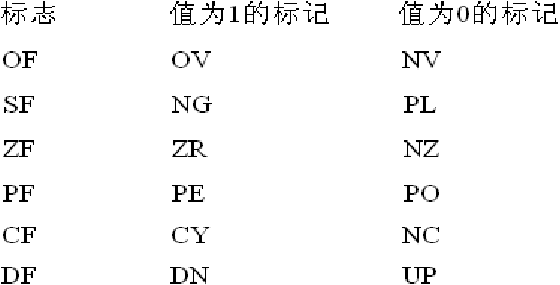 标志 值为1的标记 值为0的标记
OF OV NV
SF NG PL
ZF ZR NZ
PF PE PO
CF CY NC
DF DN UP